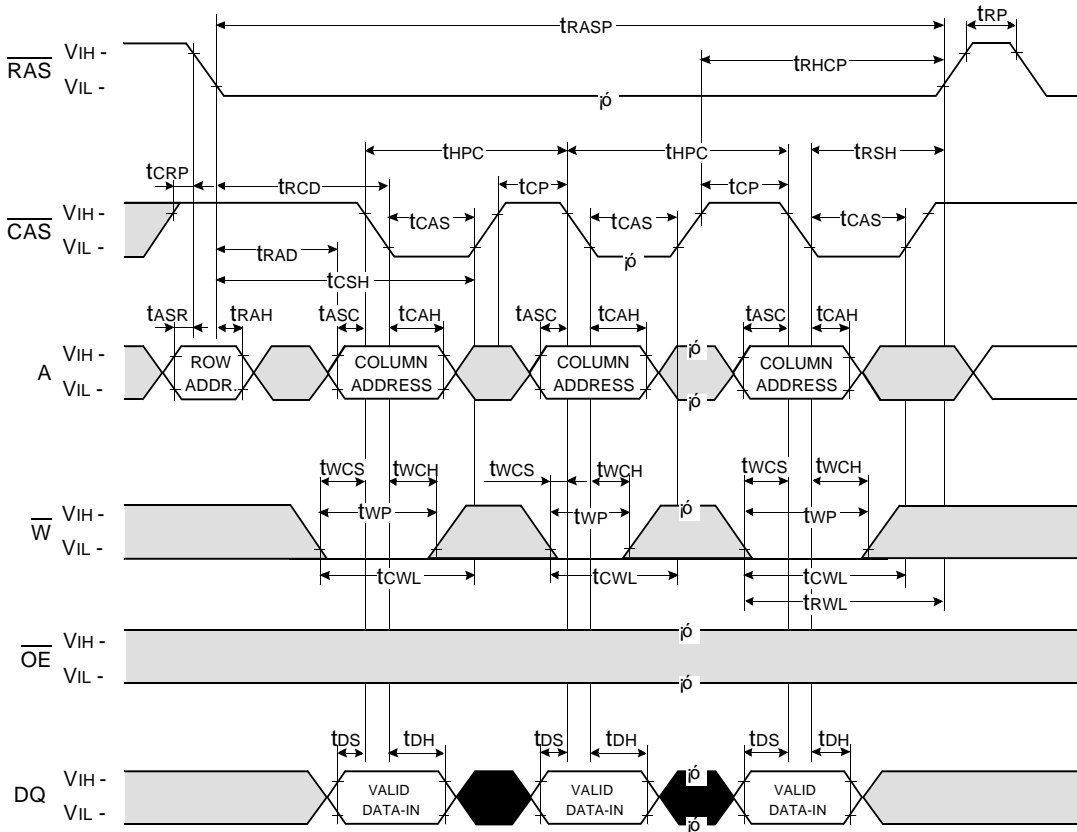 tRASP
tRP
RAS
VIH -
VIL -
tRHCP
¡ó
tHPC
tHPC
tRSH
tCRP
tRCD
tCP
tCP
CAS
VIH -
VIL -
tCAS
tCAS
tCAS
tRAD
¡ó
tCSH
tASR
tRAH
tASC
tCAH
tASC
tCAH
tASC
tCAH
A
VIH -
VIL -
ROW
ADDR.
COLUMN
ADDRESS
COLUMN
ADDRESS
¡ó
¡ó
COLUMN
ADDRESS
tWCS
tWCH
tWCS
tWCH
tWCS
tWCH
W
VIH -
VIL -
tWP
tWP
¡ó
tWP
tCWL
tCWL
tCWL
tRWL
OE
VIH -
VIL -
¡ó
¡ó
tDS
tDH
tDS
tDH
tDS
tDH
DQ
VIH -
VIL -
VALID
DATA-IN
VALID
DATA-IN
¡ó
¡ó
VALID
DATA-IN